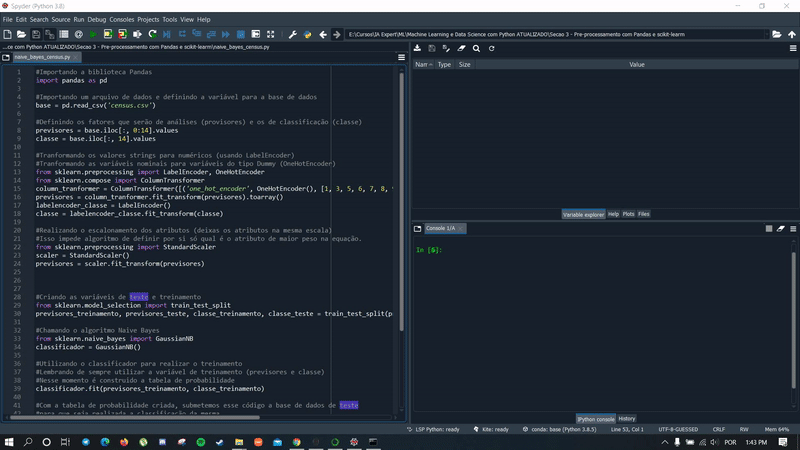 Spyder (Python 3.8)
File Edit Search Source Run Debug Consoles Projects Tools View Help
E:\Cursos\IA Expert\ML\Machine Learning e Data Science com Python ATUALIZADO\Secao 3 - Pre-processamento com Pandas e scikit-learn
...ce com Python ATUALIZADO\Secao 3 - Pre-processamento com Pandas e scikit-learn\naive_bayes_census.py
naive_bayes_census.py
1 #Importando a biblioteca Pandas
2 import pandas as pd
3
4 #Importando um arquivo de dados e definindo a variável para a base de dados
5 base = pd.read_csv('census.csv')
6
7 #Definindo os fatores que serão de análises (provisores) e os de classificação (classe)
8 previsores = base.iloc[:, 0:14].values
9 classe = base.iloc[:, 14].values
10
11 #Tranformando os valores strings para numéricos (usando LabelEncoder)
12 #Tranformando as variáveis nominais para variáveis do tipo Dummy (OneHotEncoder)
13 from sklearn.preprocessing import LabelEncoder, OneHotEncoder
14 from sklearn.compose import ColumnTransformer
15 column_tranformer = ColumnTransformer([('one_hot_encoder', OneHotEncoder(), [1, 3, 5, 6, 7, 8,
16 previsores = column_tranformer.fit_transform(previsores).toarray()
17 labelencoder_classe = LabelEncoder()
18 classe = labelencoder_classe.fit_transform(classe)
19
20 #Realizando o escalonamento dos atributos (deixas os atributos na mesma escala)
21 #Isso impede algoritmo de definir por si só qual é o atributo de maior peso na equação.
22 from sklearn.preprocessing import StandardScaler
23 scaler = StandardScaler()
24 previsores = scaler.fit_transform(previsores)
25
26
27
28 #Criando as variáveis de teste e treinamento
29 from sklearn.model_selection import train_test_split
30 previsores_treinamento, previsores_teste, classe_treinamento, classe_teste = train_test_split(p
31
32 #Chamando o algoritmo Naive Bayes
33 from sklearn.naive_bayes import GaussianNB
34 classificador = GaussianNB()
35
36 #Utilizando o classificador para realizar o treinamento
37 #Lembrando de sempre utilizar a variável de treinamento (previsores e classe)
38 #Nesse momento é construido a tabela de probabilidade
39 classificador.fit(previsores_treinamento, classe_treinamento)
40
41 #Com a tabela de probabilidade criada, submetemos esse código a base de dados de teste
42 #para que seja realizada a classificação da mesma
Nam Type Size Value
Variable explorer Help Plots Files
Console 1/A
In [6]:
IPython console History
LSP Python: ready Kite: ready conda: base (Python 3.8.5) Line 53, Col 1 UTF-8-GUESSED CRLF RW Mem 64%
POR 1:43 PM